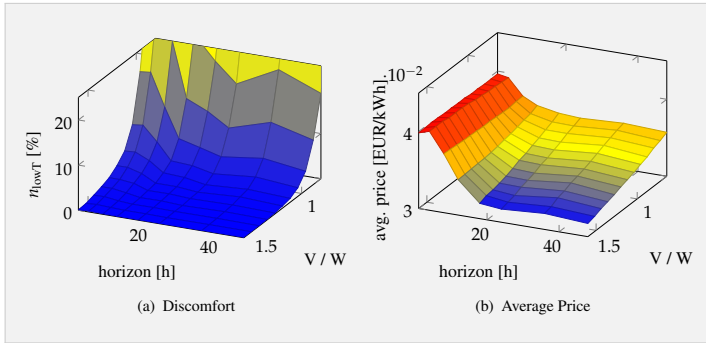 n_lowT [%]
20
10
0
20
40
horizon [h]
1
1.5
V / W
(a) Discomfort
avg. price [EUR/kWh]
·10⁻²
4
3
20
40
horizon [h]
1
1.5
V / W
(b) Average Price